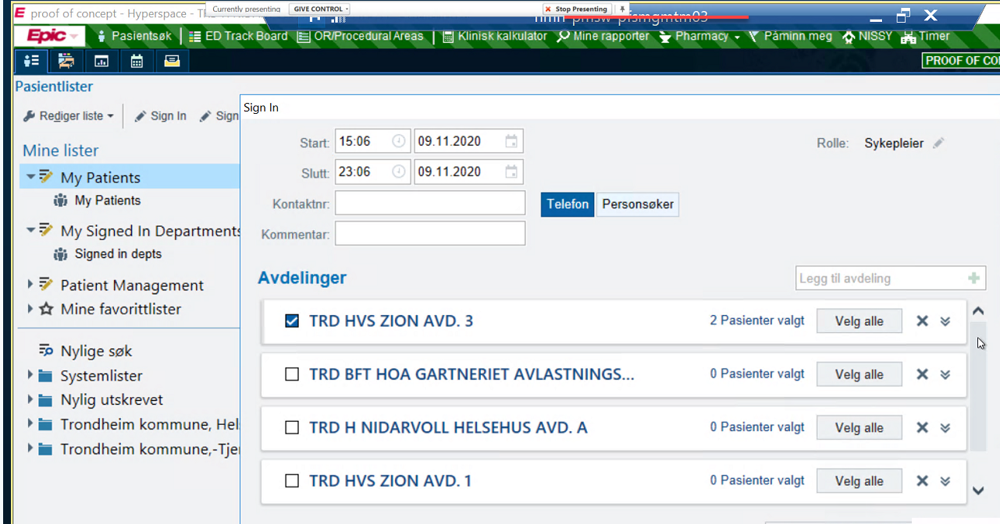 Currently presenting GIVE CONTROL Stop Presenting
proof of concept - Hyperspace - 
Epic Pasientsøk ED Track Board OR/Procedural Areas Klinisk kalkulator Mine rapporter Pharmacy Påminn meg NISSY Timer
PROOF OF CO
Pasientlister
Rediger liste Sign In Sign
Mine lister
My Patients
My Patients
My Signed In Departments
Signed in depts
Patient Management
Mine favorittlister
Nylige søk
Systemlister
Nylig utskrevet
Trondheim kommune, Hel
Trondheim kommune,-Tje
Sign In
Start: 15:06 09.11.2020 Rolle: Sykepleier
Slutt: 23:06 09.11.2020
Kontaktnr: Telefon Personsøker
Kommentar:
Avdelinger Legg til avdeling
TRD HVS ZION AVD. 3 2 Pasienter valgt Velg alle
TRD BFT HOA GARTNERIET AVLASTNINGS... 0 Pasienter valgt Velg alle
TRD H NIDARVOLL HELSEHUS AVD. A 0 Pasienter valgt Velg alle
TRD HVS ZION AVD. 1 0 Pasienter valgt Velg alle